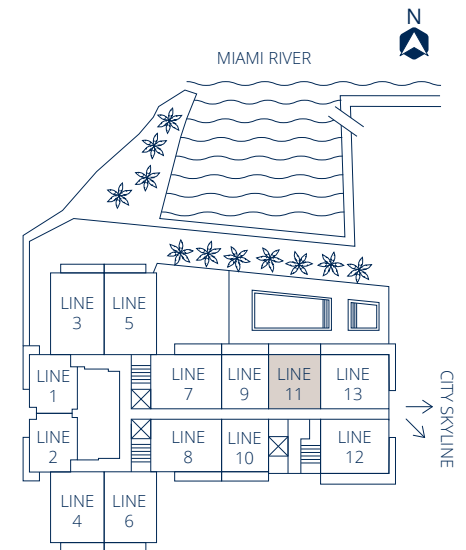 N
MIAMI RIVER
LINE
3
LINE
5
LINE
1
LINE
7
LINE
9
LINE
11
LINE
13
CITY SKYLINE
LINE
2
LINE
8
LINE
10
LINE
12
LINE
4
LINE
6